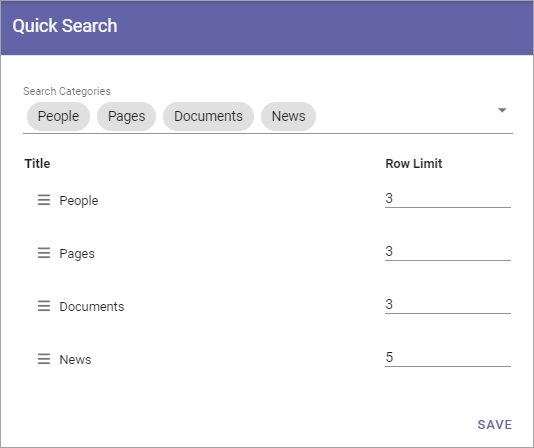 Quick Search
Search Categories
People Pages Documents News
Title Row Limit
People 3
Pages 3
Documents 3
News 5
SAVE